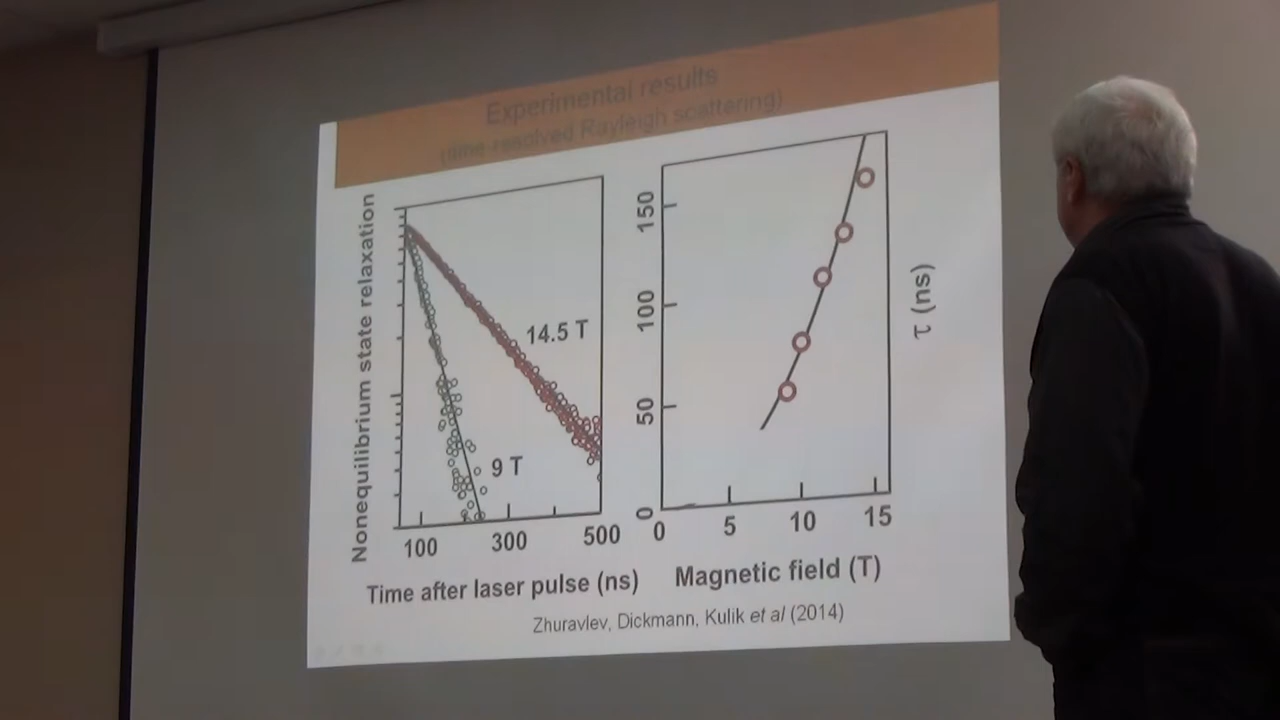 Experimental results
(time-resolved Rayleigh scattering)
Nonequilibrium state relaxation
14.5 T
9 T
100 300 500
Time after laser pulse (ns)
150
100
50
0
0 5 10 15
τ (ns)
Magnetic field (T)
Zhuravlev, Dickmann, Kulik et al (2014)